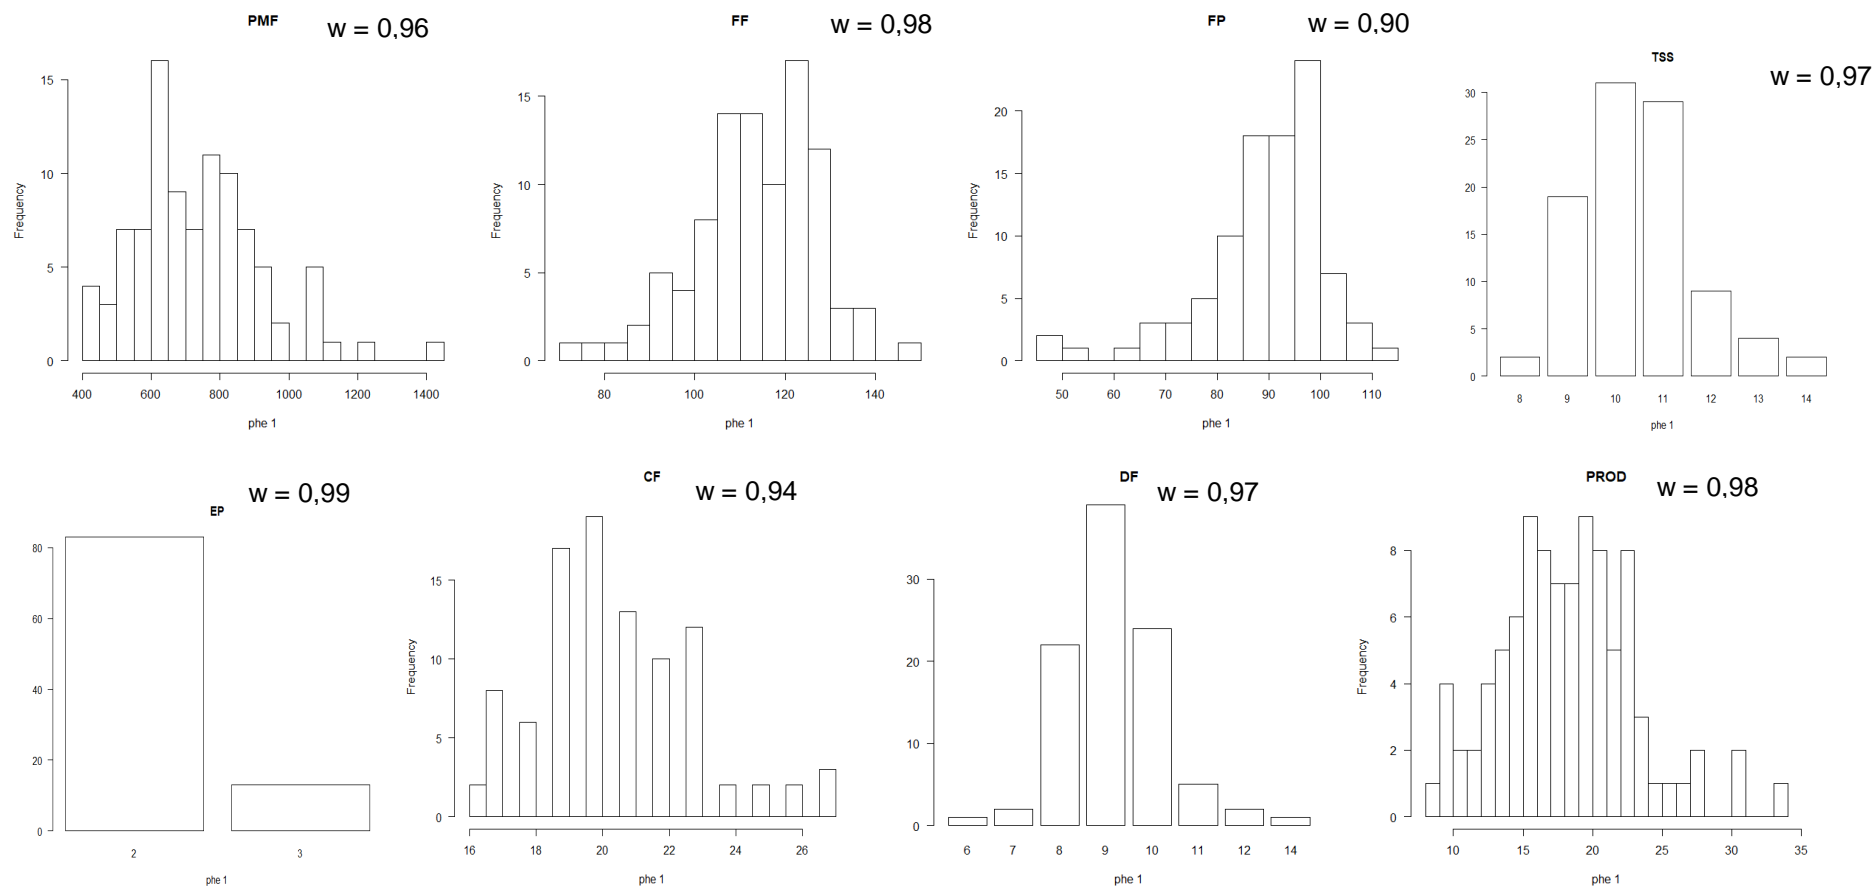 PMF
w = 0,96
Frequency
15
10
5
0
400 600 800 1000 1200 1400
phe 1
FF
w = 0,98
15
10
5
0
Frequency
80 100 120 140
phe 1
FP
w = 0,90
20
15
10
5
0
Frequency
50 60 70 80 90 100 110
phe 1
TSS
w = 0,97
30
25
20
15
10
5
0
8 9 10 11 12 13 14
phe 1
EP
w = 0,99
80
60
40
20
0
2 3
phe 1
CF
w = 0,94
Frequency
15
10
5
0
16 18 20 22 24 26
phe 1
DF
w = 0,97
30
20
10
0
6 7 8 9 10 11 12 14
phe 1
PROD
w = 0,98
Frequency
8
6
4
2
0
10 15 20 25 30 35
phe 1